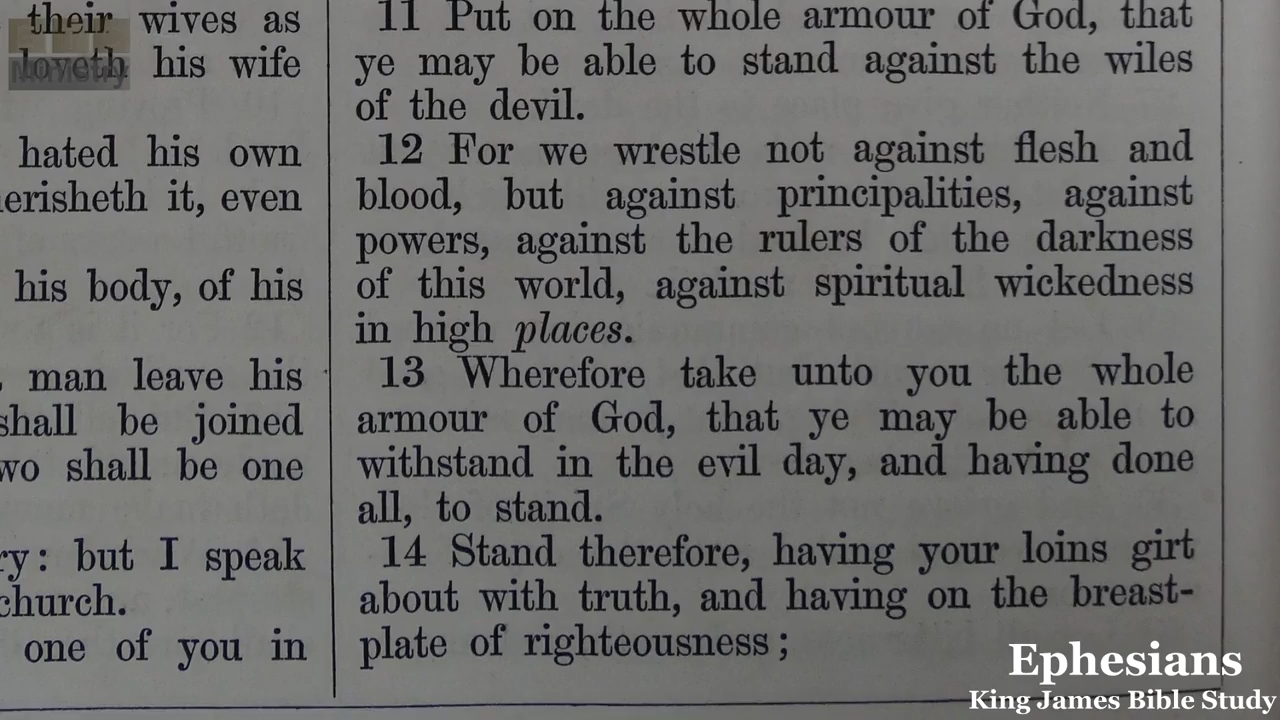 their wives as
loveth his wife
hated his own
erisheth it, even
his body, of his
man leave his
shall be joined
wo shall be one
ry: but I speak
church.
one of you in
11 Put on the whole armour of God, that
ye may be able to stand against the wiles
of the devil.
12 For we wrestle not against flesh and
blood, but against principalities, against
powers, against the rulers of the darkness
of this world, against spiritual wickedness
in high places.
13 Wherefore take unto you the whole
armour of God, that ye may be able to
withstand in the evil day, and having done
all, to stand.
14 Stand therefore, having your loins girt
about with truth, and having on the breast-
plate of righteousness;
Ephesians
King James Bible Study